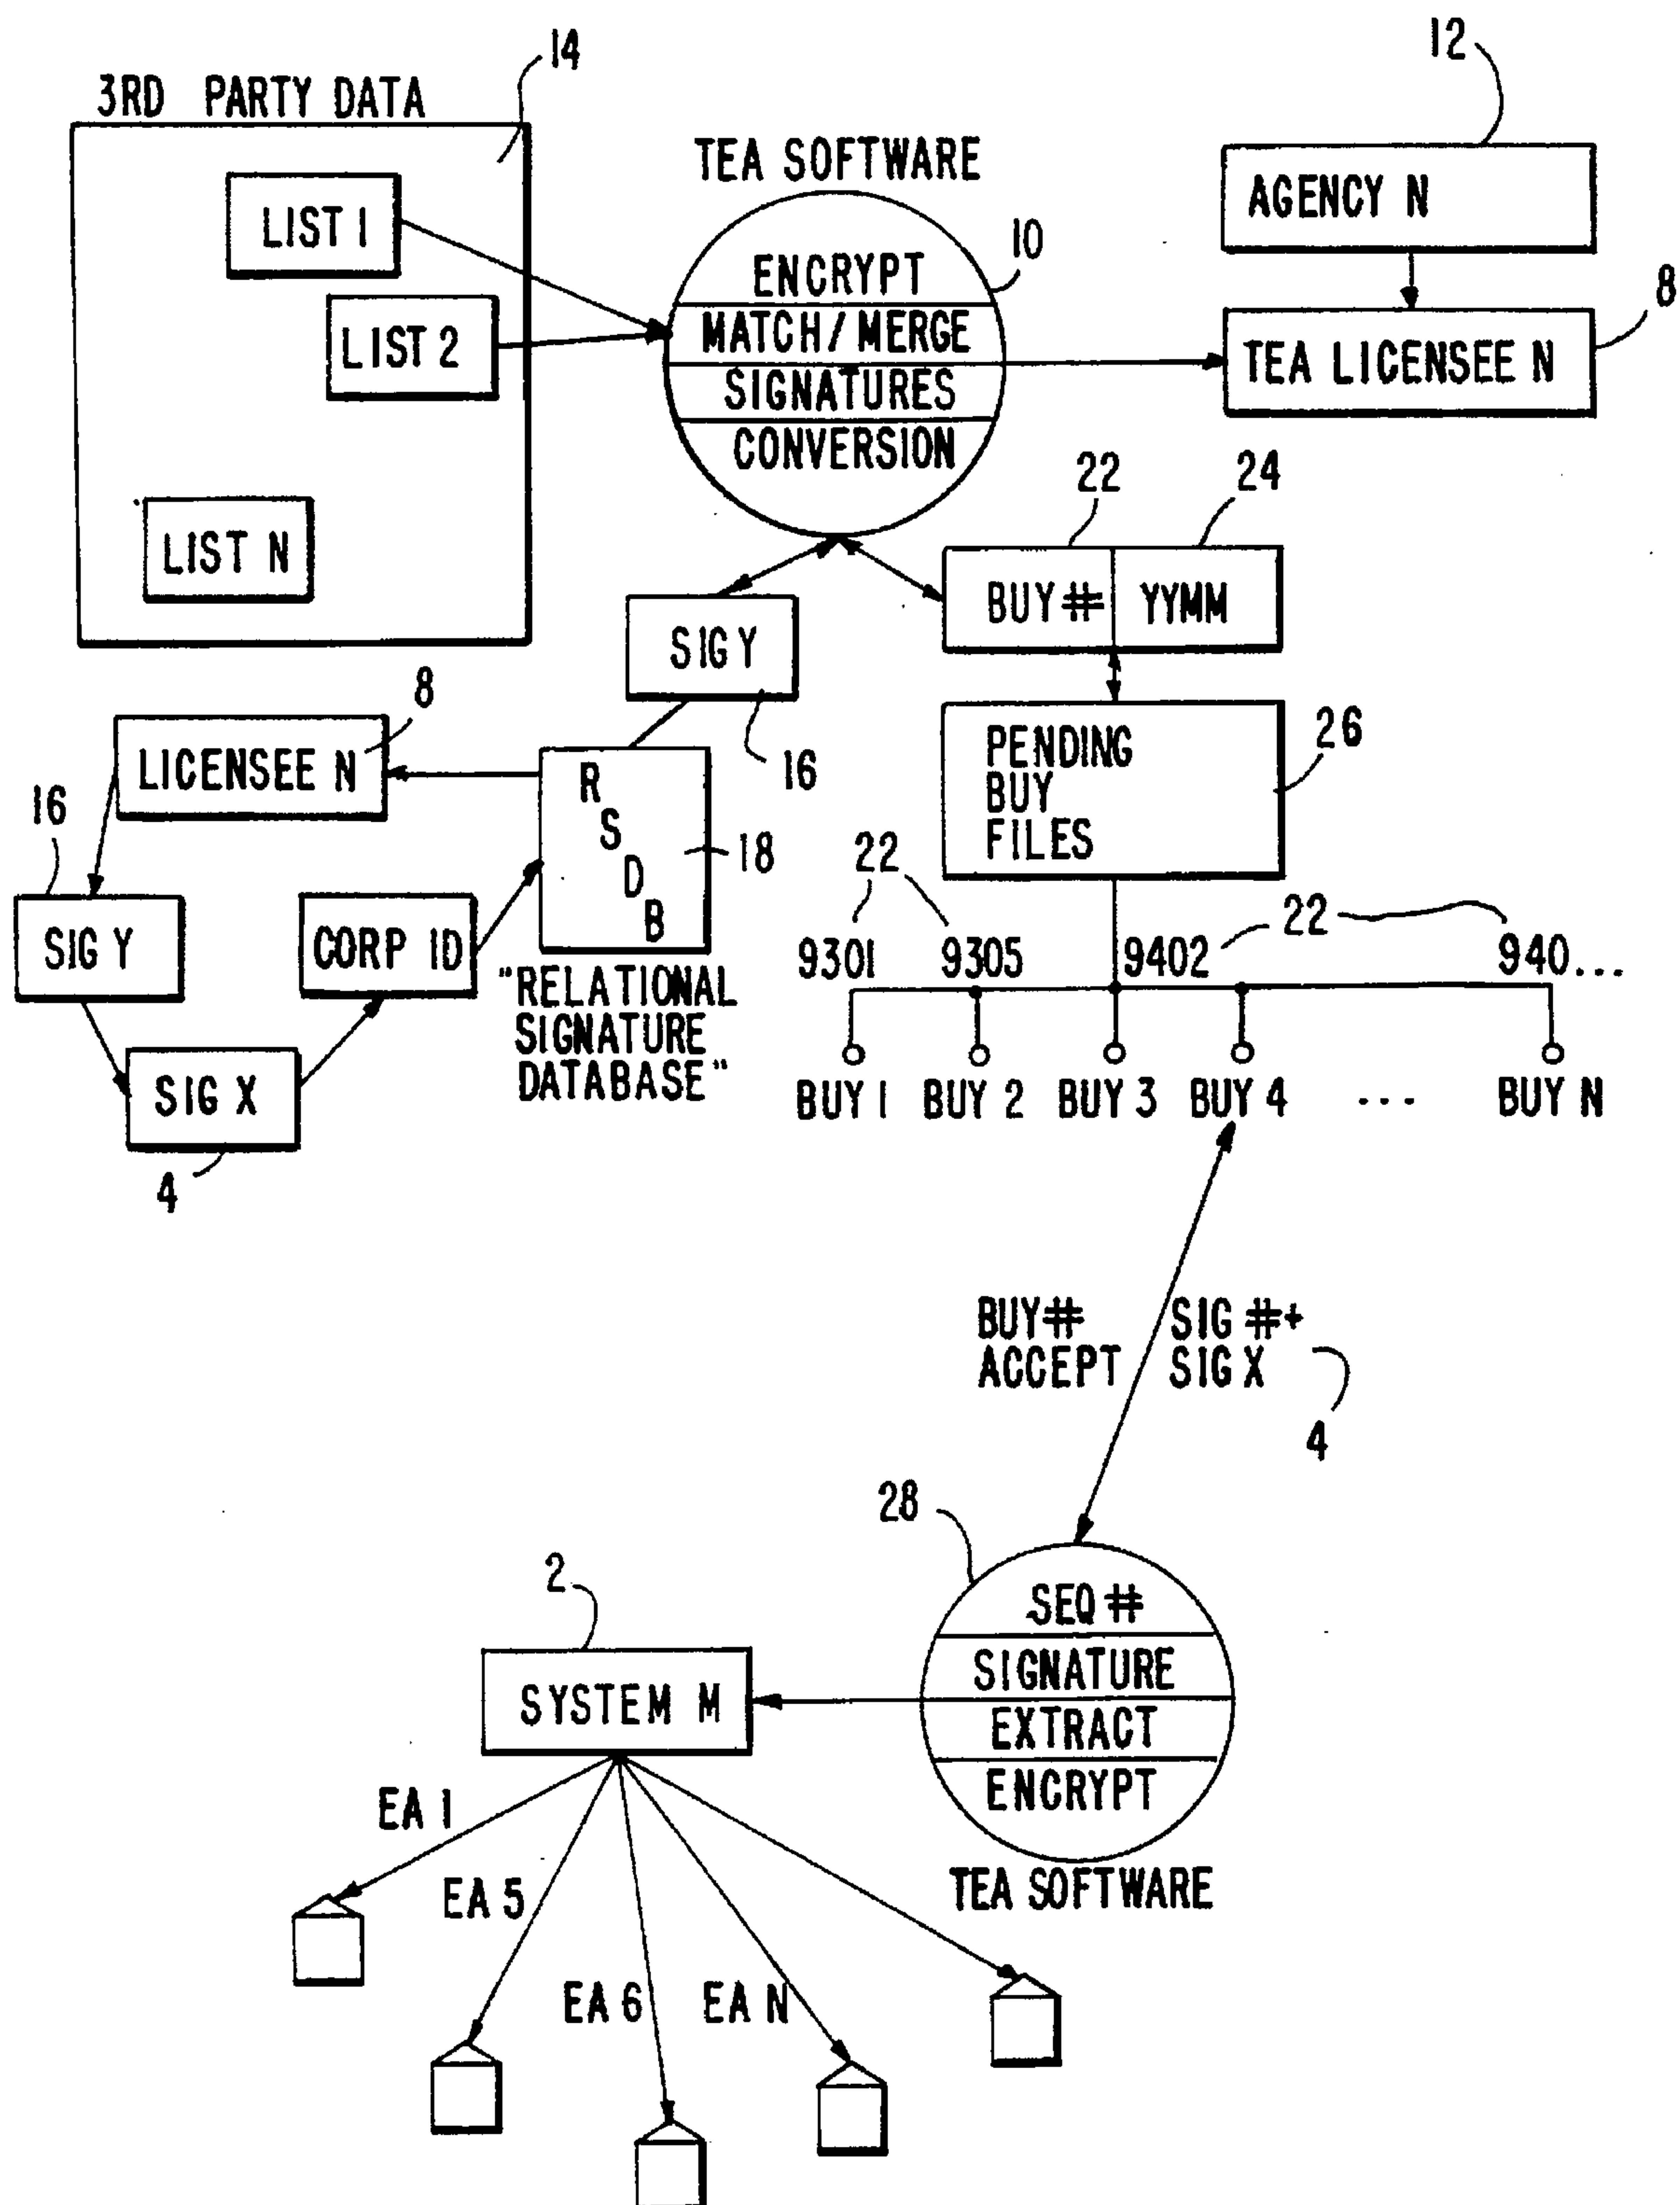 14
12
3RD PARTY DATA
TEA SOFTWARE
AGENCY N
LIST 1
10
ENCRYPT
8
LIST 2
MATCH/MERGE
TEA LICENSEE N
SIGNATURES
CONVERSION
22
24
LIST N
BUY# YYMM
SIG Y
8
LICENSEE N
16
PENDING
BUY
FILES
26
16
R
S
D
B
18
22
SIG Y
CORP ID
9301
9305
22
9402
22
940...
"RELATIONAL
SIGNATURE
DATABASE"
SIG X
4
BUY 1 BUY 2 BUY 3 BUY 4 ... BUY N
BUY#
ACCEPT
SIG #+
SIG X
4
28
2
SEQ #
SIGNATURE
SYSTEM M
EXTRACT
ENCRYPT
EA 1
TEA SOFTWARE
EA 5
EA 6
EA N